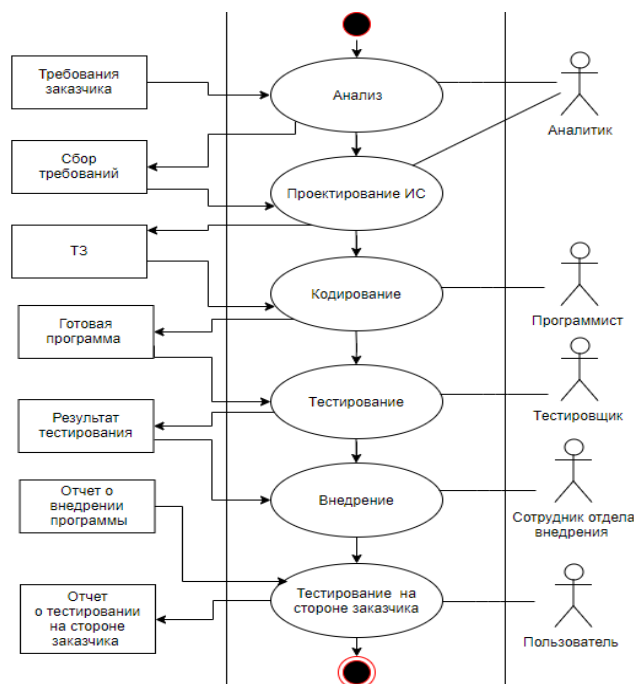 Требования
заказчика
Анализ
Аналитик
Сбор
требований
Проектирование ИС
ТЗ
Кодирование
Программист
Готовая
программа
Тестирование
Тестировщик
Результат
тестирования
Отчет о
внедрении
программы
Внедрение
Сотрудник отдела
внедрения
Отчет
о тестировании
на стороне
заказчика
Тестирование на
стороне заказчика
Пользователь